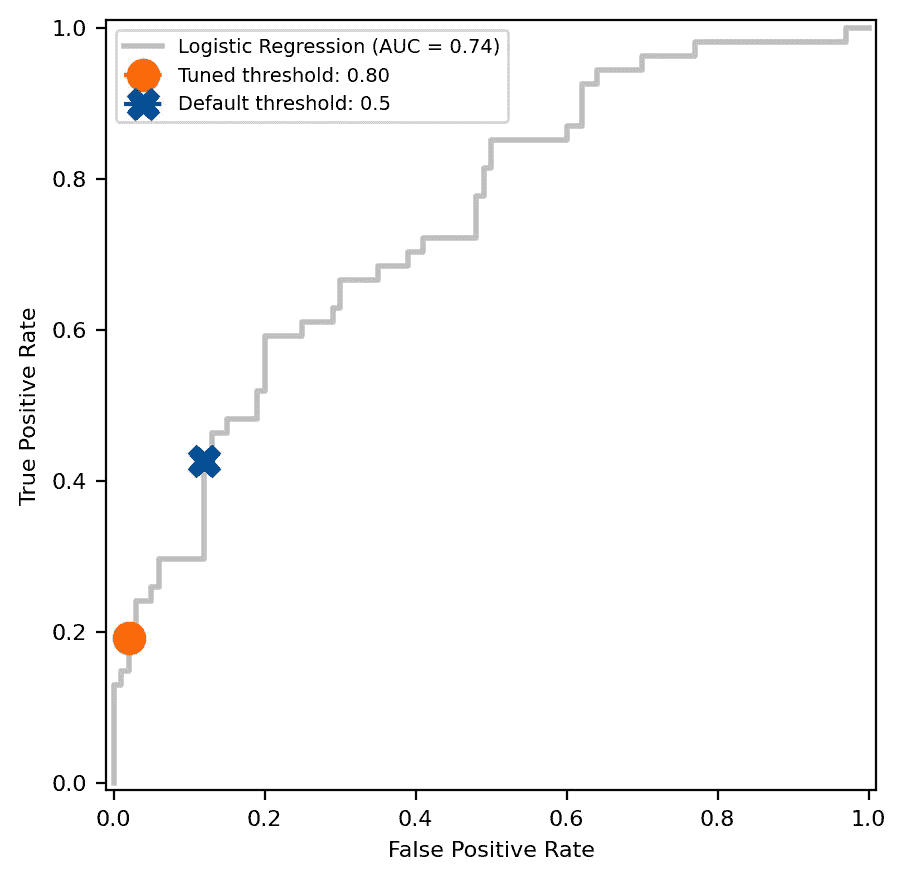 1.0
0.8
0.6
0.4
0.2
0.0
True Positive Rate
Logistic Regression (AUC = 0.74)
Tuned threshold: 0.80
Default threshold: 0.5
0.0 0.2 0.4 0.6 0.8 1.0
False Positive Rate